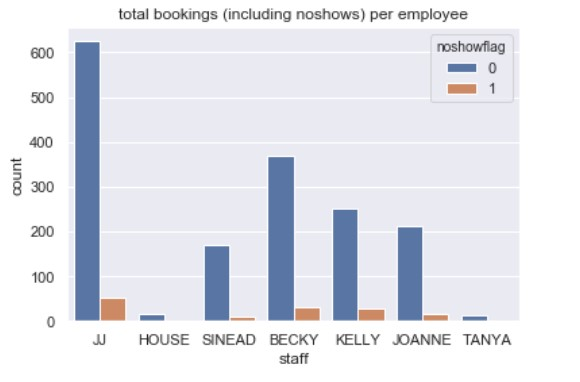 total bookings (including noshows) per employee
noshowflag
0
1
600
500
400
300
200
100
0
count
JJ HOUSE SINEAD BECKY KELLY JOANNE TANYA
staff